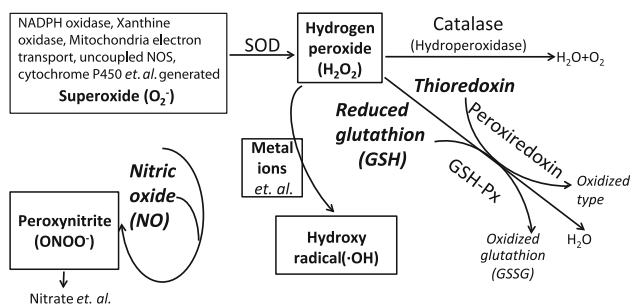 NADPH oxidase, Xanthine
oxidase, Mitochondria electron
transport, uncoupled NOS,
cytochrome P450 et. al. generated
Superoxide (O₂⁻)
SOD
Hydrogen
peroxide
(H₂O₂)
Catalase
(Hydroperoxidase)
H₂O+O₂
Thioredoxin
Reduced
glutathion
(GSH)
Peroxiredoxin
GSH-Px
Oxidized
type
H₂O
Oxidized
glutathion
(GSSG)
Metal
ions
et. al.
Hydroxy
radical(·OH)
Nitric
oxide
(NO)
Peroxynitrite
(ONOO⁻)
Nitrate et. al.